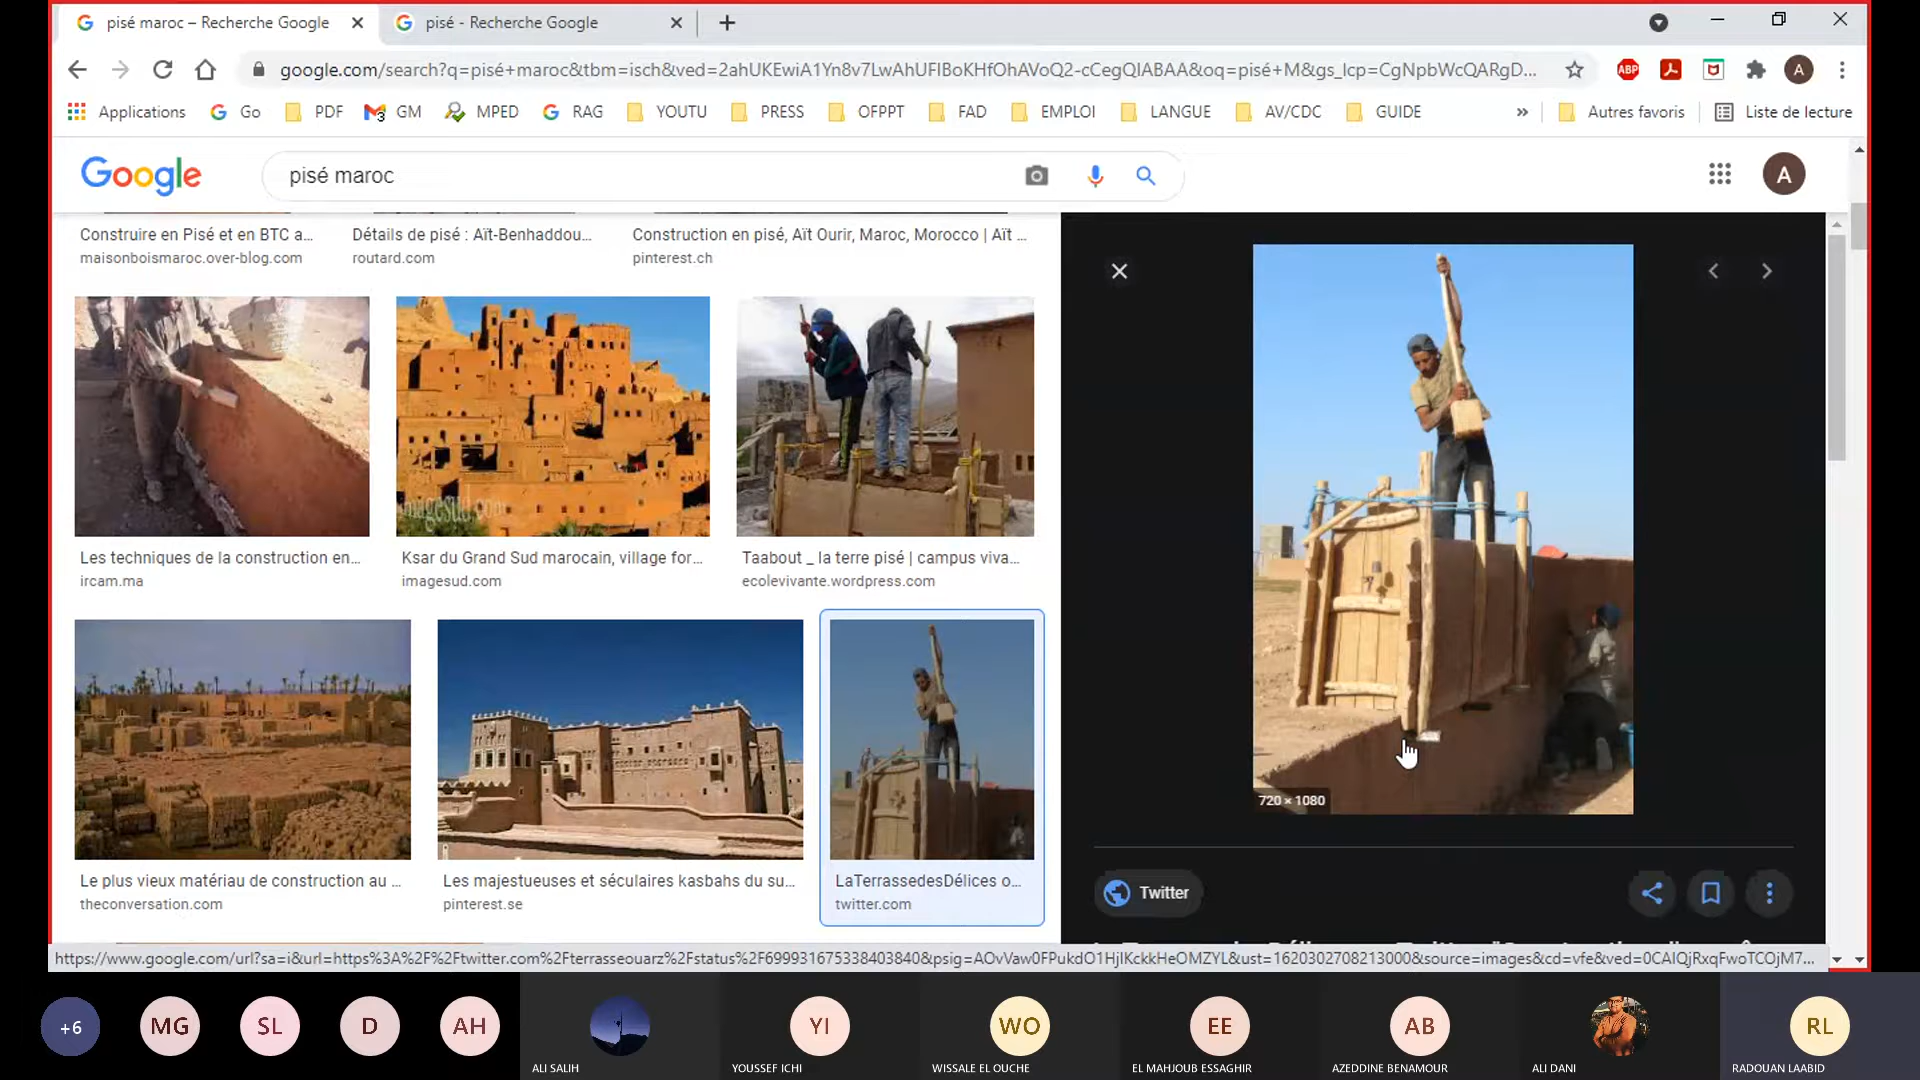 pisé maroc – Recherche Google
pisé - Recherche Google
google.com/search?q=pisé+maroc&tbm=isch&ved=2ahUKEwiA1Yn8v7LwAhUFlBoKHfOhAVoQ2-cCegQIABAA&oq=pisé+M&gs_lcp=CgNpbWcQARgD...
ABP
A
Applications
Go
PDF
GM
MPED
RAG
YOUTU
PRESS
OFPPT
FAD
EMPLOI
LANGUE
AV/CDC
GUIDE
»
Autres favoris
Liste de lecture
Google
pisé maroc
A
Construire en Pisé et en BTC a...
maisonboismaroc.over-blog.com
Détails de pisé : Aït-Benhaddou...
routard.com
Construction en pisé, Aït Ourir, Maroc, Morocco | Aït ...
pinterest.ch
imagesud.com
Les techniques de la construction en...
ircam.ma
Ksar du Grand Sud marocain, village for...
imagesud.com
Taabout _ la terre pisé | campus viva...
ecolevivante.wordpress.com
Le plus vieux matériau de construction au ...
theconversation.com
Les majestueuses et séculaires kasbahs du su...
pinterest.se
LaTerrassedesDélices o...
twitter.com
720 × 1080
Twitter
https://www.google.com/url?sa=i&url=https%3A%2F%2Ftwitter.com%2Fterrasseouarz%2Fstatus%2F699931675338403840&psig=AOvVaw0FPukdO1HjIKckkHeOMZYL&ust=1620302708213000&source=images&cd=vfe&ved=0CAIQjRxqFwoTCOjM7...
+6
MG
SL
D
AH
ALI SALIH
YI
YOUSSEF ICHI
WO
WISSALE EL OUCHE
EE
EL MAHJOUB ESSAGHIR
AB
AZEDDINE BENAMOUR
ALI DANI
RL
RADOUAN LAABID